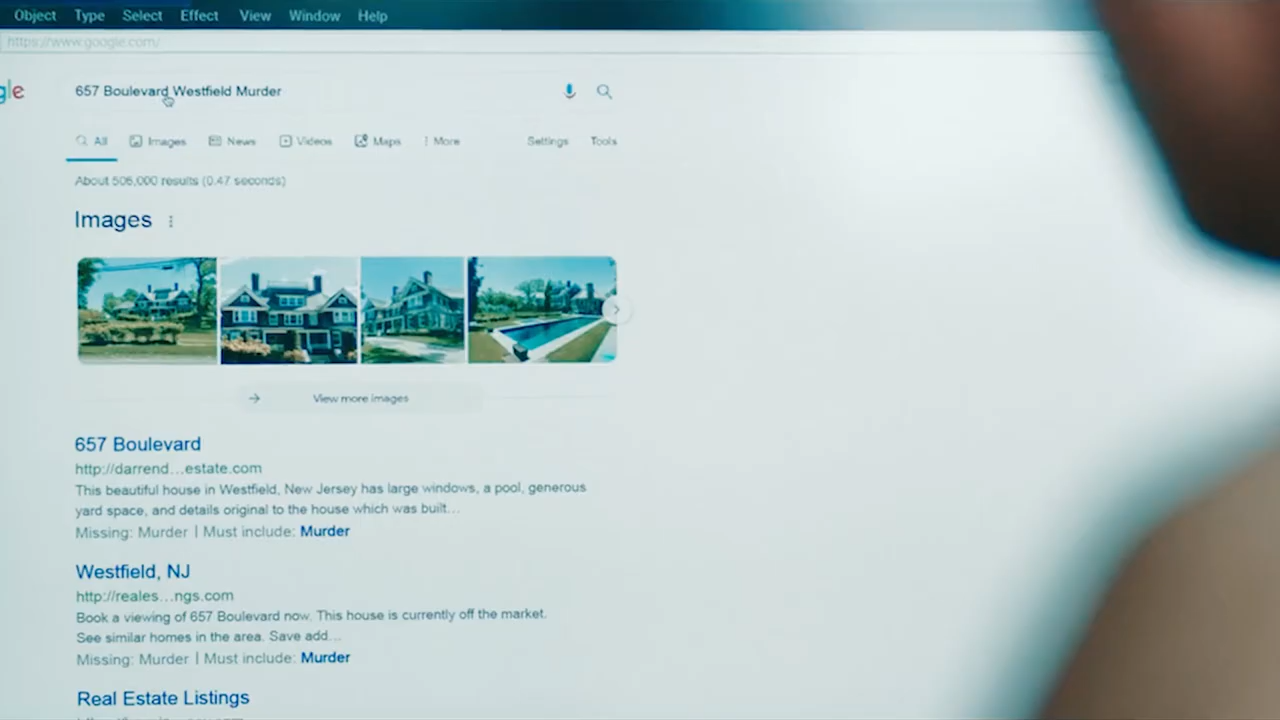 Object Type Select Effect View Window Help
https://www.google.com/
gle
657 Boulevard Westfield Murder
All Images News Videos Maps More Settings Tools
About 506,000 results (0.47 seconds)
Images
View more images
657 Boulevard
http://darrend...estate.com
This beautiful house in Westfield, New Jersey has large windows, a pool, generous
yard space, and details original to the house which was built...
Missing: Murder | Must include: Murder
Westfield, NJ
http://reales...ngs.com
Book a viewing of 657 Boulevard now. This house is currently off the market.
See similar homes in the area. Save add...
Missing: Murder | Must include: Murder
Real Estate Listings